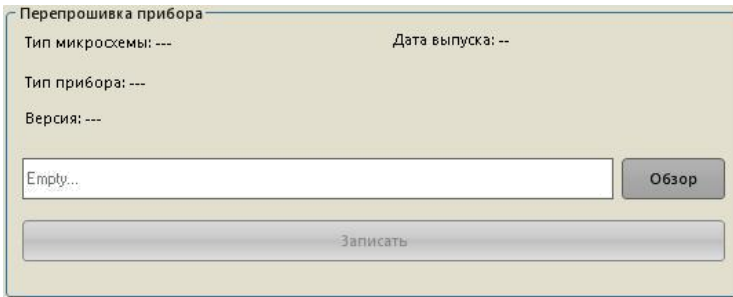 Перепрошивка прибора
Тип микросхемы: --- Дата выпуска: --
Тип прибора: ---
Версия: ---
Empty... Обзор
Записать